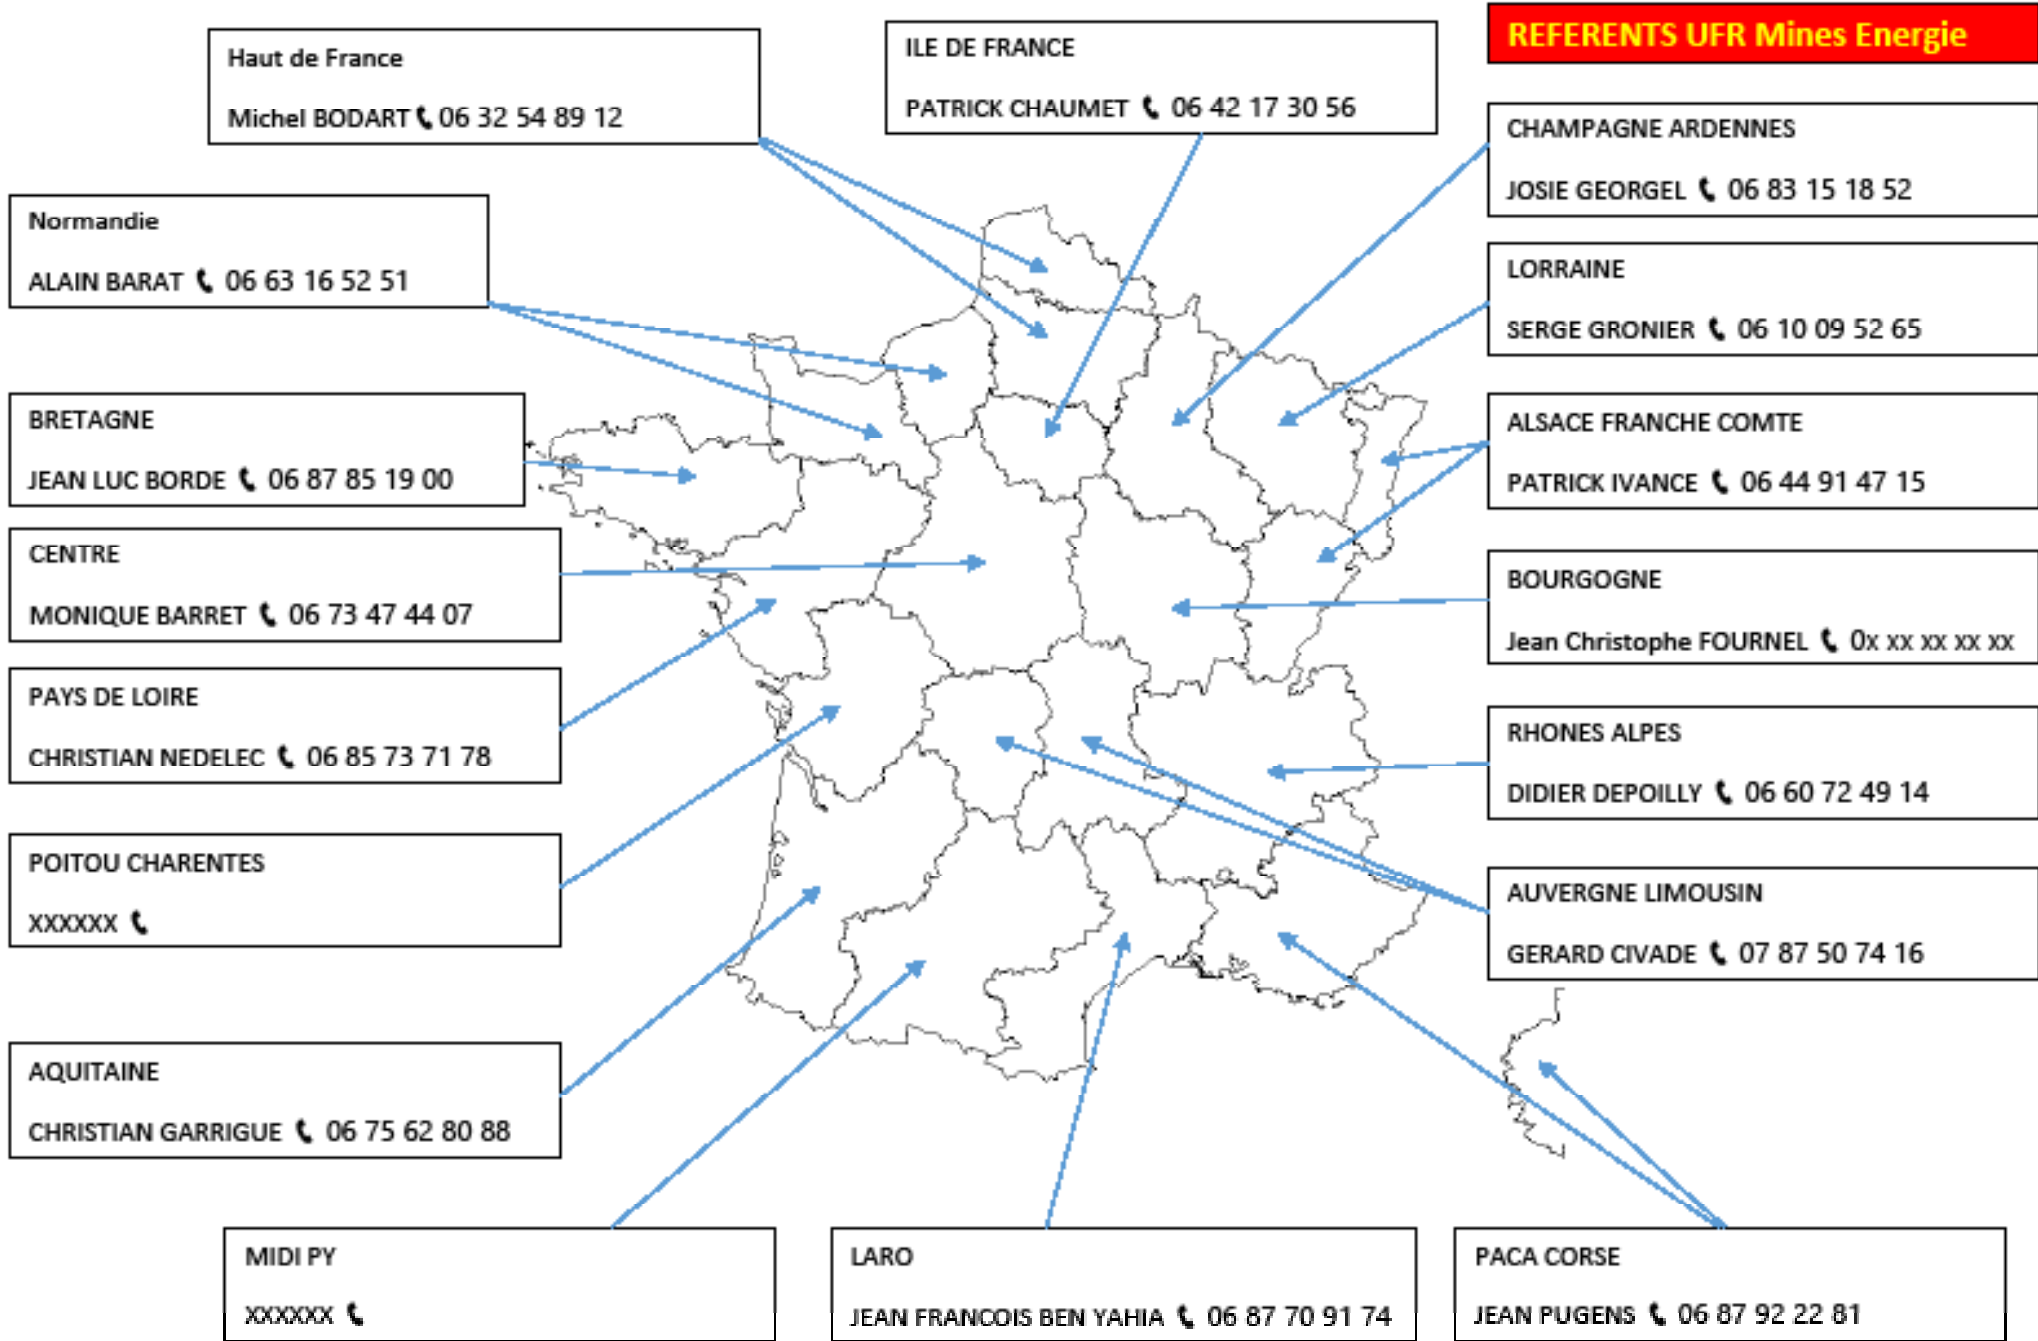 REFERENTS UFR Mines Energie
Haut de France
Michel BODART 📞 06 32 54 89 12
ILE DE FRANCE
PATRICK CHAUMET 📞 06 42 17 30 56
CHAMPAGNE ARDENNES
JOSIE GEORGEL 📞 06 83 15 18 52
Normandie
ALAIN BARAT 📞 06 63 16 52 51
LORRAINE
SERGE GRONIER 📞 06 10 09 52 65
BRETAGNE
JEAN LUC BORDE 📞 06 87 85 19 00
ALSACE FRANCHE COMTE
PATRICK IVANCE 📞 06 44 91 47 15
CENTRE
MONIQUE BARRET 📞 06 73 47 44 07
BOURGOGNE
Jean Christophe FOURNEL 📞 0x xx xx xx xx
PAYS DE LOIRE
CHRISTIAN NEDELEC 📞 06 85 73 71 78
RHONES ALPES
DIDIER DEPOILLY 📞 06 60 72 49 14
POITOU CHARENTES
XXXXXX 📞
AUVERGNE LIMOUSIN
GERARD CIVADE 📞 07 87 50 74 16
AQUITAINE
CHRISTIAN GARRIGUE 📞 06 75 62 80 88
MIDI PY
XXXXXX 📞
LARO
JEAN FRANCOIS BEN YAHIA 📞 06 87 70 91 74
PACA CORSE
JEAN PUGENS 📞 06 87 92 22 81